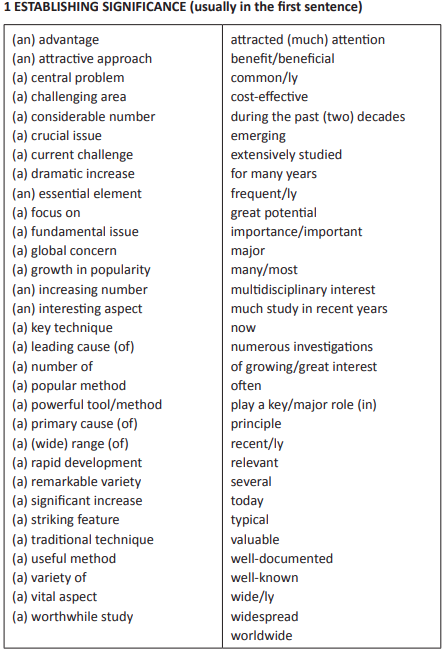 1 ESTABLISHING SIGNIFICANCE (usually in the first sentence)
(an) advantage
(an) attractive approach
(a) central problem
(a) challenging area
(a) considerable number
(a) crucial issue
(a) current challenge
(a) dramatic increase
(an) essential element
(a) focus on
(a) fundamental issue
(a) global concern
(a) growth in popularity
(an) increasing number
(an) interesting aspect
(a) key technique
(a) leading cause (of)
(a) number of
(a) popular method
(a) powerful tool/method
(a) primary cause (of)
(a) (wide) range (of)
(a) rapid development
(a) remarkable variety
(a) significant increase
(a) striking feature
(a) traditional technique
(a) useful method
(a) variety of
(a) vital aspect
(a) worthwhile study
attracted (much) attention
benefit/beneficial
common/ly
cost-effective
during the past (two) decades
emerging
extensively studied
for many years
frequent/ly
great potential
importance/important
major
many/most
multidisciplinary interest
much study in recent years
now
numerous investigations
of growing/great interest
often
play a key/major role (in)
principle
recent/ly
relevant
several
today
typical
valuable
well-documented
well-known
wide/ly
widespread
worldwide